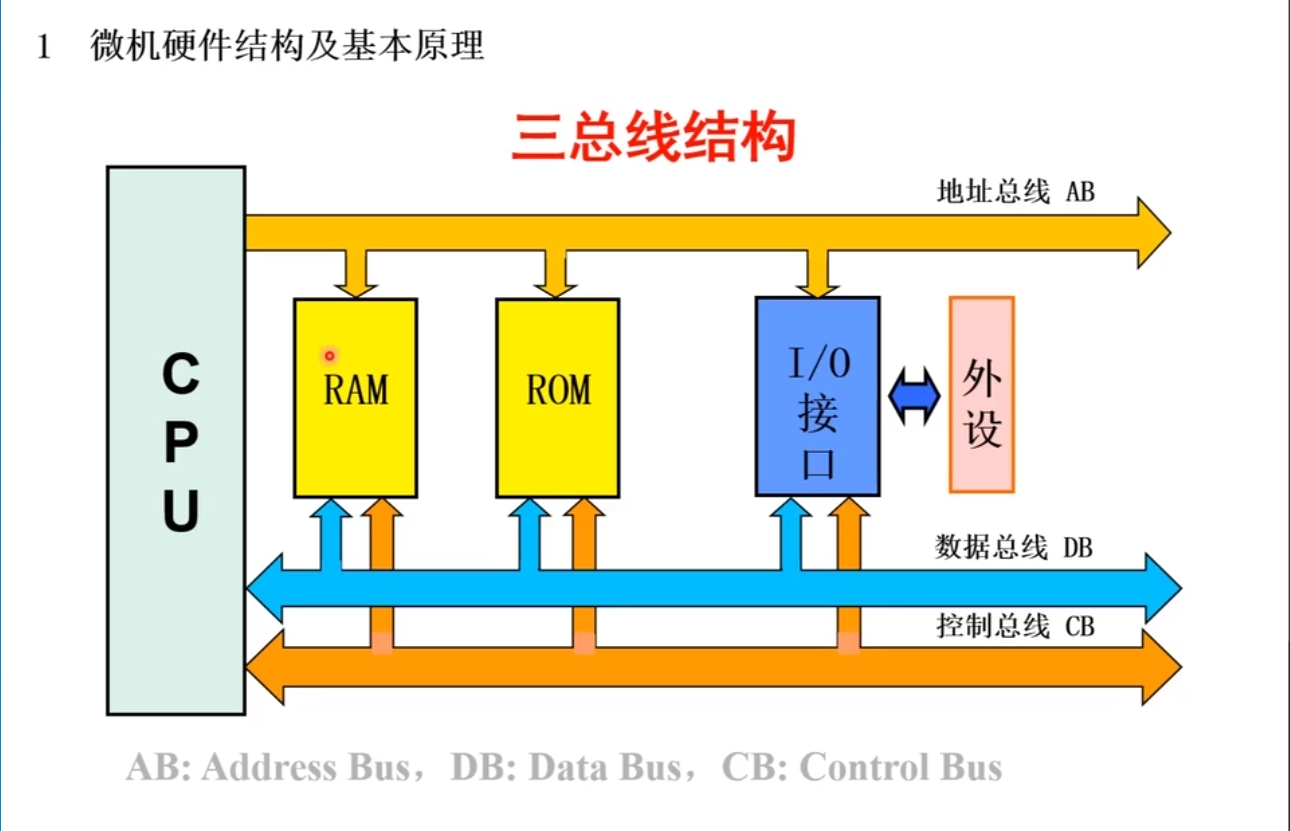 1 微机硬件结构及基本原理
三总线结构
地址总线 AB
C
P
U
RAM
ROM
I/O
接
口
外
设
数据总线 DB
控制总线 CB
AB: Address Bus，DB: Data Bus，CB: Control Bus